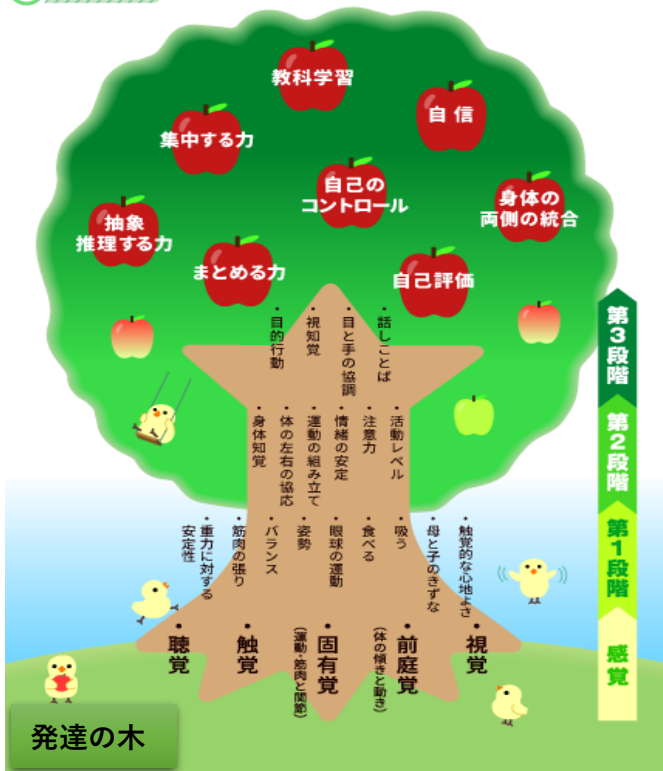 教科学習
自信
集中する力
自己の
コントロール
身体の
両側の統合
抽象
推理する力
まとめる力
自己評価
・話しことば
・目と手の協調
・視知覚
・目的行動
・活動レベル
・注意力
・情緒の安定
・運動の組み立て
・体の左右の協応
・身体知覚
・触覚的な心地よさ
・母と子のきずな
・吸う
・食べる
・眼球の運動
・姿勢
・バランス
・筋肉の張り
・重力に対する
安定性
・視覚
・前庭覚
(体の傾きと動き)
・固有覚
(運動・筋肉と関節)
・触覚
・聴覚
第3段階
第2段階
第1段階
感覚
発達の木